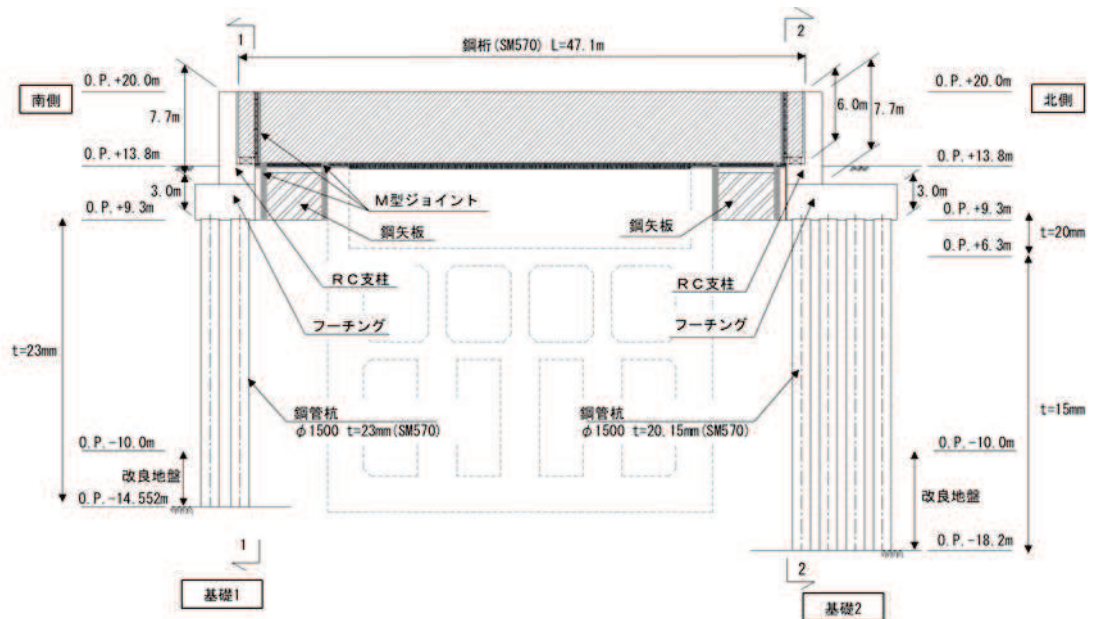 1
2
鋼桁(SM570) L=47.1m
南側
O.P.+20.0m
7.7m
O.P.+13.8m
3.0m
O.P.+9.3m
北側
O.P.+20.0m
6.0m
7.7m
O.P.+13.8m
3.0m
O.P.+9.3m
t=20mm
O.P.+6.3m
M型ジョイント
鋼矢板
鋼矢板
RC支柱
フーチング
RC支柱
フーチング
t=23mm
t=15mm
鋼管杭
φ1500 t=23mm(SM570)
鋼管杭
φ1500 t=20,15mm(SM570)
O.P.-10.0m
改良地盤
O.P.-14.552m
O.P.-10.0m
改良地盤
O.P.-18.2m
1
2
基礎1
基礎2